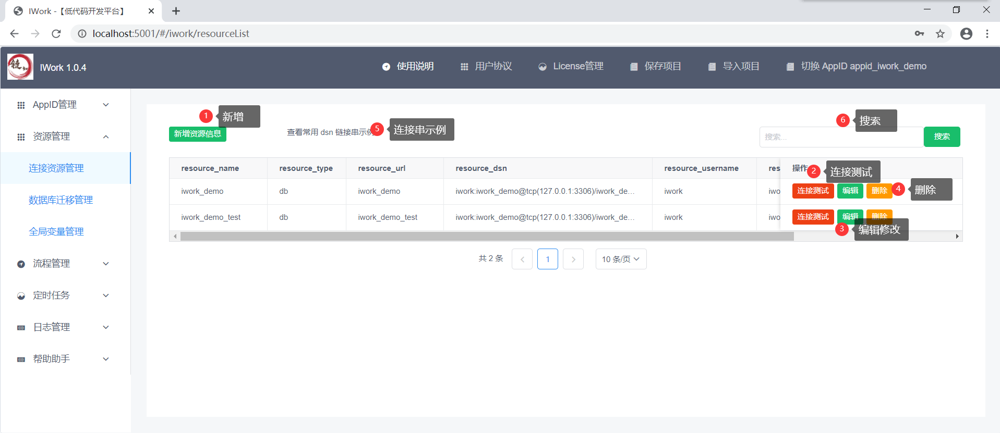 IWork -【低代码开发平台】
localhost:5001/#/iwork/resourceList
链知
IWork 1.0.4
使用说明
用户协议
License管理
保存项目
导入项目
切换 AppID appid_iwork_demo
AppID管理
资源管理
连接资源管理
数据库迁移管理
全局变量管理
流程管理
定时任务
日志管理
帮助助手
1 新增
新增资源信息
查看常用 dsn 链接串示例
5 连接串示例
6 搜索
搜索...
搜索
resource_name resource_type resource_url resource_dsn resource_username res 操作
2 连接测试
iwork_demo db iwork_demo iwork:iwork_demo@tcp(127.0.0.1:3306)/iwork_de... iwork iwo 连接测试 编辑 删除
4 删除
iwork_demo_test db iwork_demo_test iwork:iwork_demo@tcp(127.0.0.1:3306)/iwork_de... iwork iwo 连接测试 编辑 删除
3 编辑修改
共 2 条
1
10 条/页